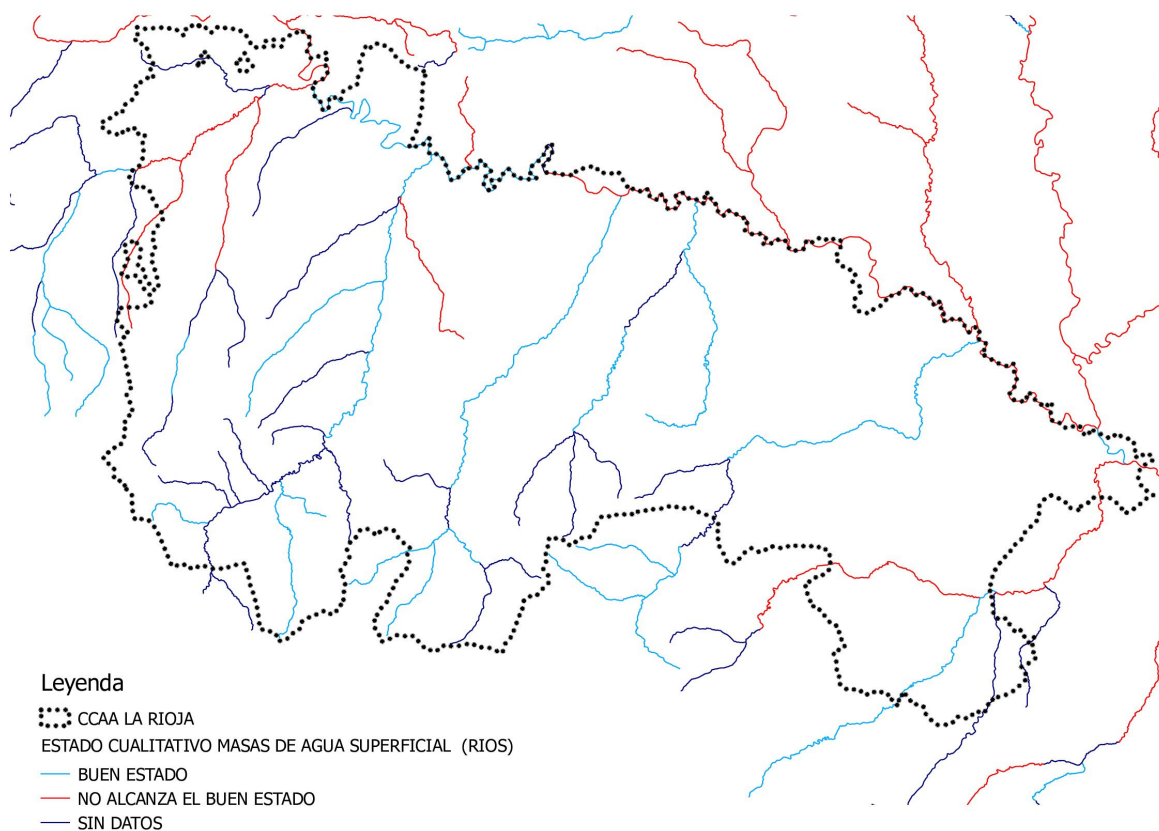 Leyenda
CCAA LA RIOJA
ESTADO CUALITATIVO MASAS DE AGUA SUPERFICIAL (RIOS)
BUEN ESTADO
NO ALCANZA EL BUEN ESTADO
SIN DATOS